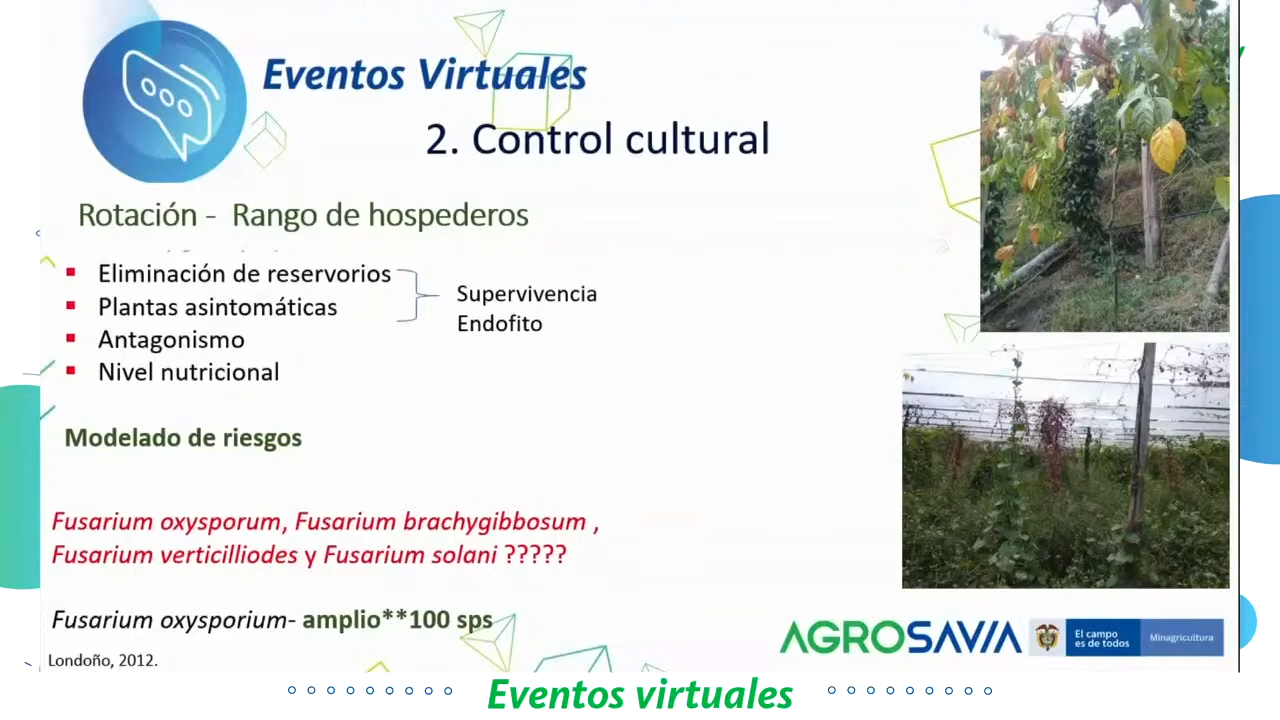 Eventos Virtuales
2. Control cultural
Rotación - Rango de hospederos
Eliminación de reservorios
Plantas asintomáticas
Antagonismo
Nivel nutricional
Supervivencia
Endofito
Modelado de riesgos
Fusarium oxysporum, Fusarium brachygibbosum ,
Fusarium verticilliodes y Fusarium solani ?????
Fusarium oxysporium- amplio**100 sps
Londoño, 2012.
AGROSAVIA
El campo
es de todos
Minagricultura
Eventos virtuales